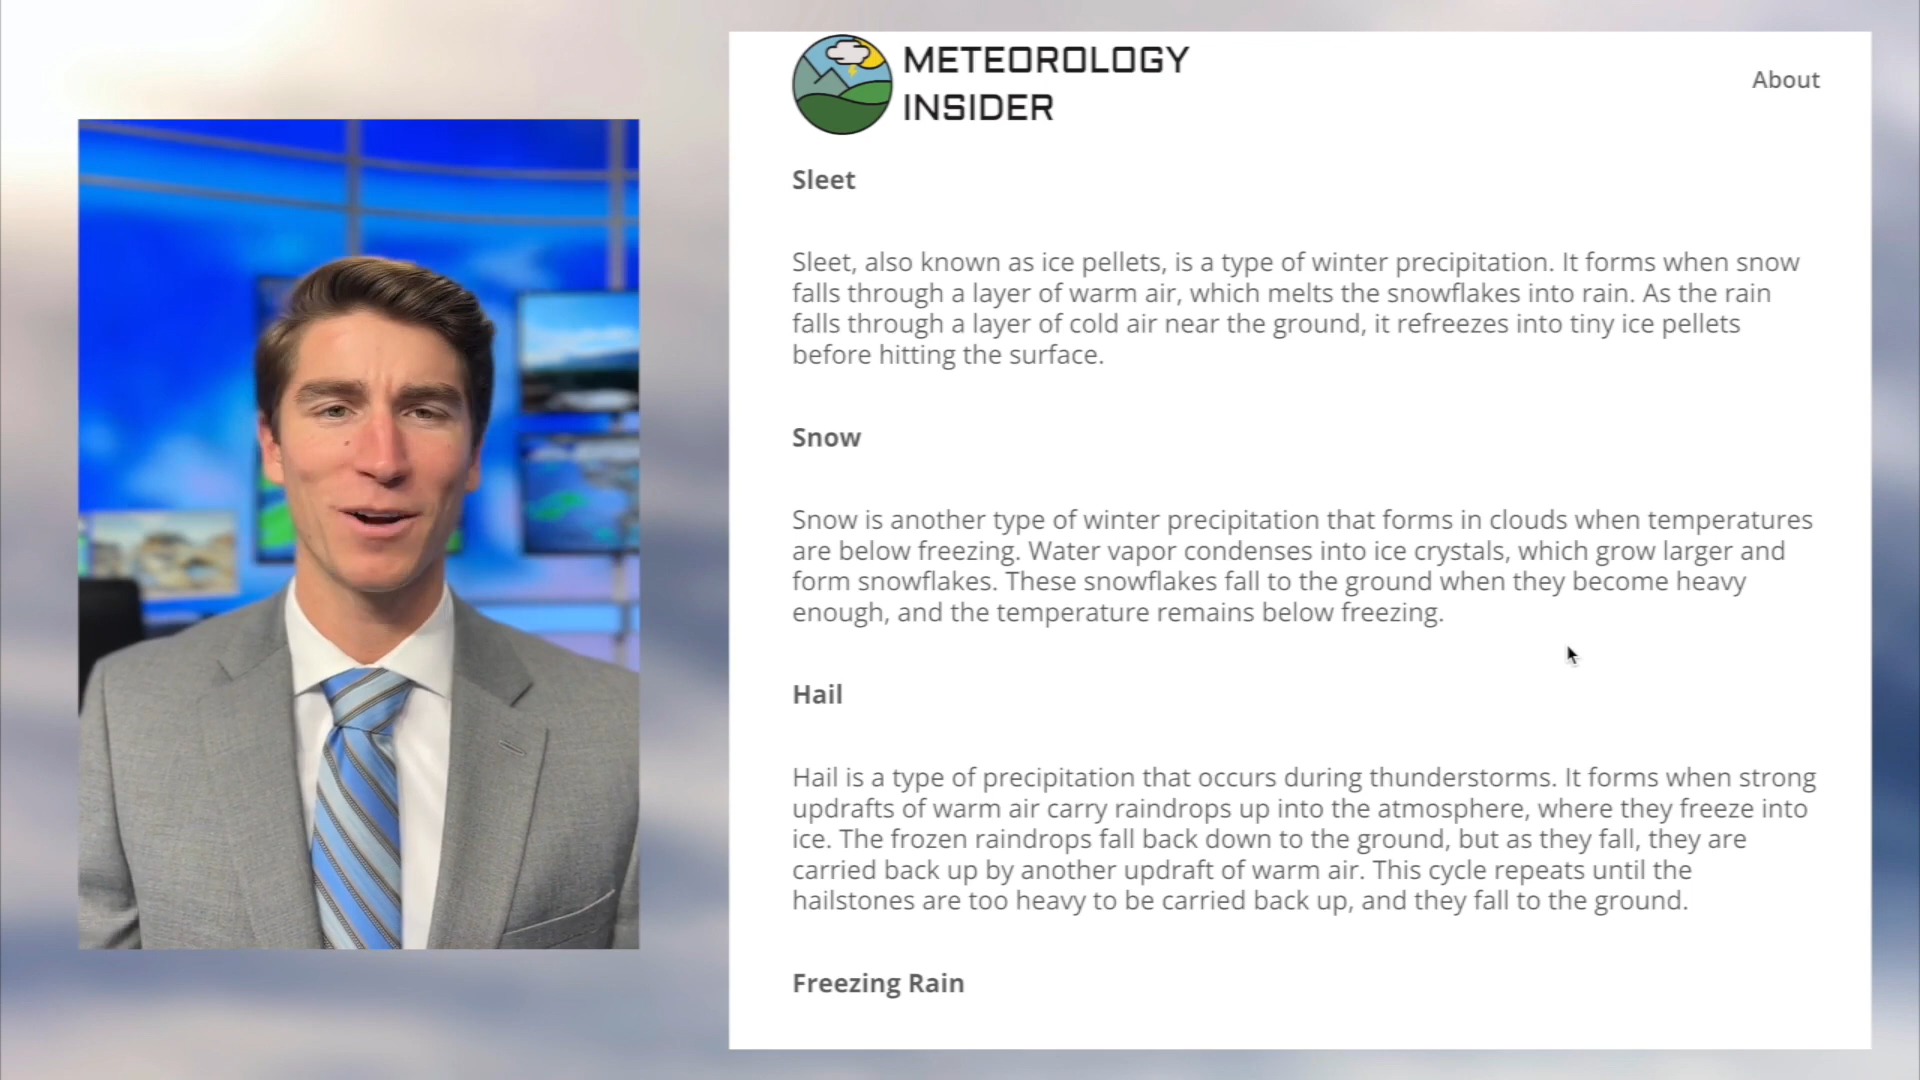 METEOROLOGY
INSIDER
About
Sleet
Sleet, also known as ice pellets, is a type of winter precipitation. It forms when snow
falls through a layer of warm air, which melts the snowflakes into rain. As the rain
falls through a layer of cold air near the ground, it refreezes into tiny ice pellets
before hitting the surface.
Snow
Snow is another type of winter precipitation that forms in clouds when temperatures
are below freezing. Water vapor condenses into ice crystals, which grow larger and
form snowflakes. These snowflakes fall to the ground when they become heavy
enough, and the temperature remains below freezing.
Hail
Hail is a type of precipitation that occurs during thunderstorms. It forms when strong
updrafts of warm air carry raindrops up into the atmosphere, where they freeze into
ice. The frozen raindrops fall back down to the ground, but as they fall, they are
carried back up by another updraft of warm air. This cycle repeats until the
hailstones are too heavy to be carried back up, and they fall to the ground.
Freezing Rain